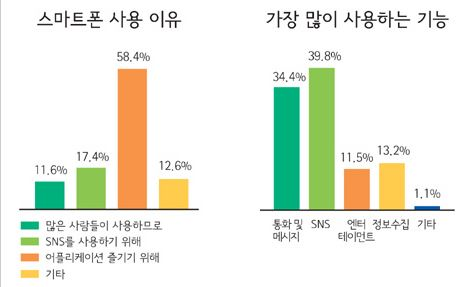 스마트폰 사용 이유
58.4%
17.4%
11.6%
12.6%
많은 사람들이 사용하므로
SNS를 사용하기 위해
어플리케이션 즐기기 위해
기타
가장 많이 사용하는 기능
39.8%
34.4%
11.5%
13.2%
1.1%
통화 및
메시지
SNS
엔터
테이먼트
정보수집
기타